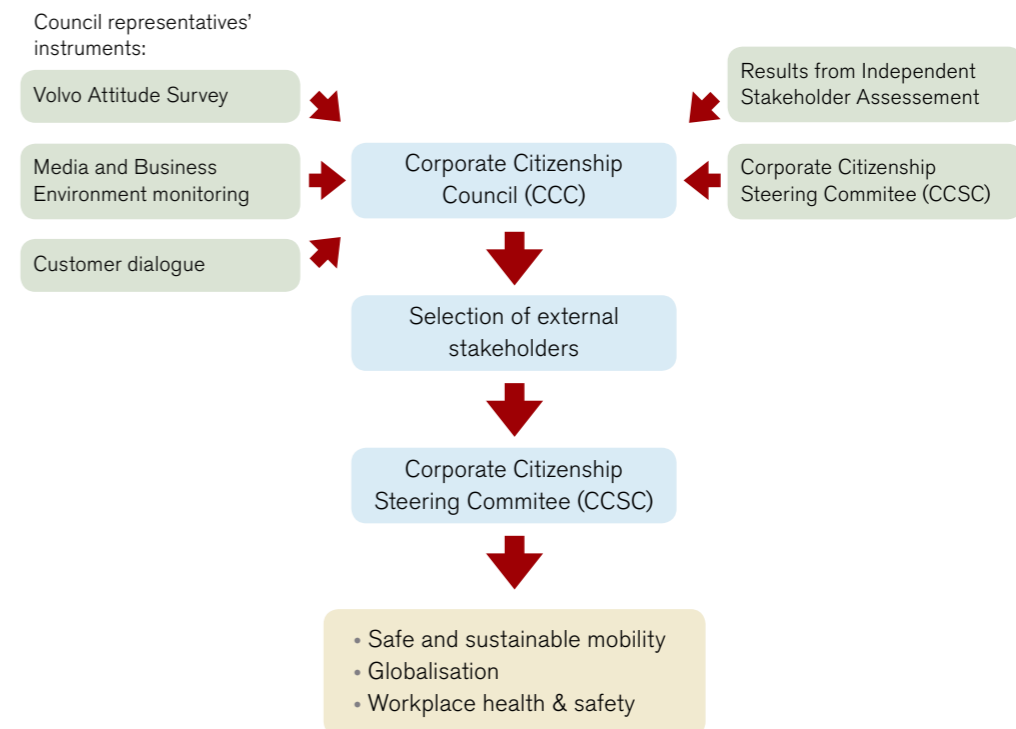 Council representatives’
instruments:
Volvo Attitude Survey
Media and Business
Environment monitoring
Customer dialogue
Results from Independent
Stakeholder Assessement
Corporate Citizenship
Steering Commitee (CCSC)
Corporate Citizenship
Council (CCC)
Selection of external
stakeholders
Corporate Citizenship
Steering Commitee (CCSC)
• Safe and sustainable mobility
• Globalisation
• Workplace health & safety